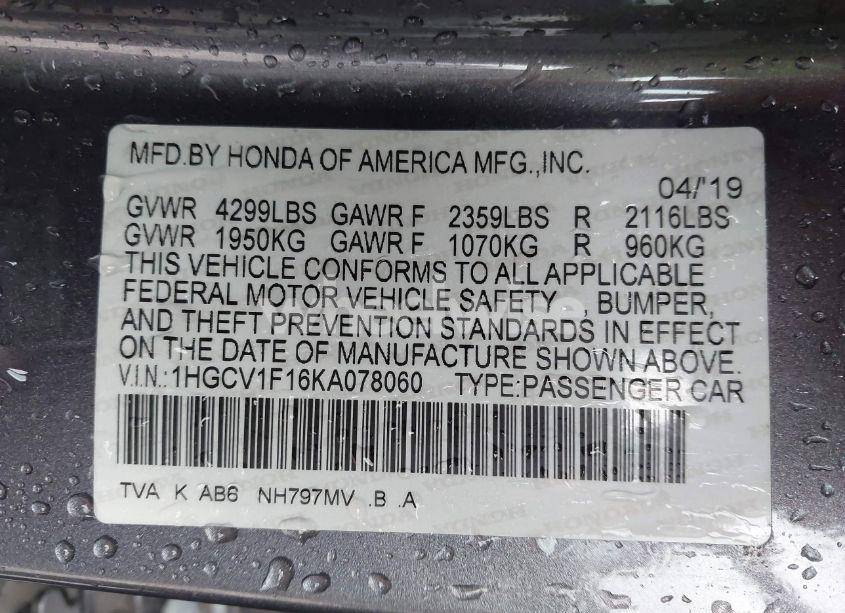 MFD.BY HONDA OF AMERICA MFG.,INC.
04/'19
GVWR 4299LBS GAWR F 2359LBS R 2116LBS
GVWR 1950KG GAWR F 1070KG R 960KG
THIS VEHICLE CONFORMS TO ALL APPLICABLE
FEDERAL MOTOR VEHICLE SAFETY , BUMPER,
AND THEFT PREVENTION STANDARDS IN EFFECT
ON THE DATE OF MANUFACTURE SHOWN ABOVE.
V.I.N.:1HGCV1F16KA078060 TYPE:PASSENGER CAR
TVA K AB6 NH797MV .B .A